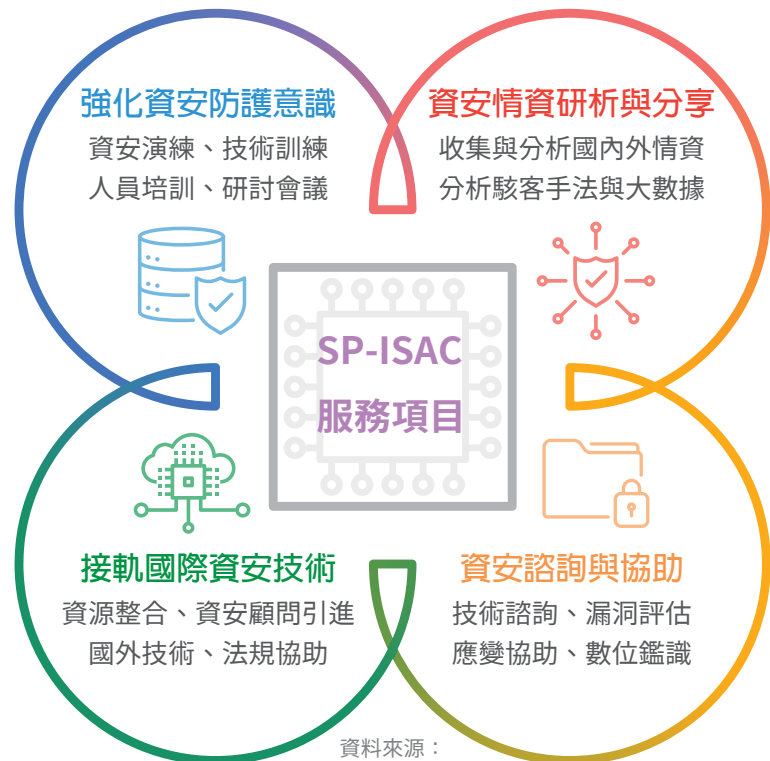 強化資安防護意識
資安演練、技術訓練
人員培訓、研討會議
資安情資研析與分享
收集與分析國內外情資
分析駭客手法與大數據
SP-ISAC
服務項目
接軌國際資安技術
資源整合、資安顧問引進
國外技術、法規協助
資安諮詢與協助
技術諮詢、漏洞評估
應變協助、數位鑑識
資料來源：